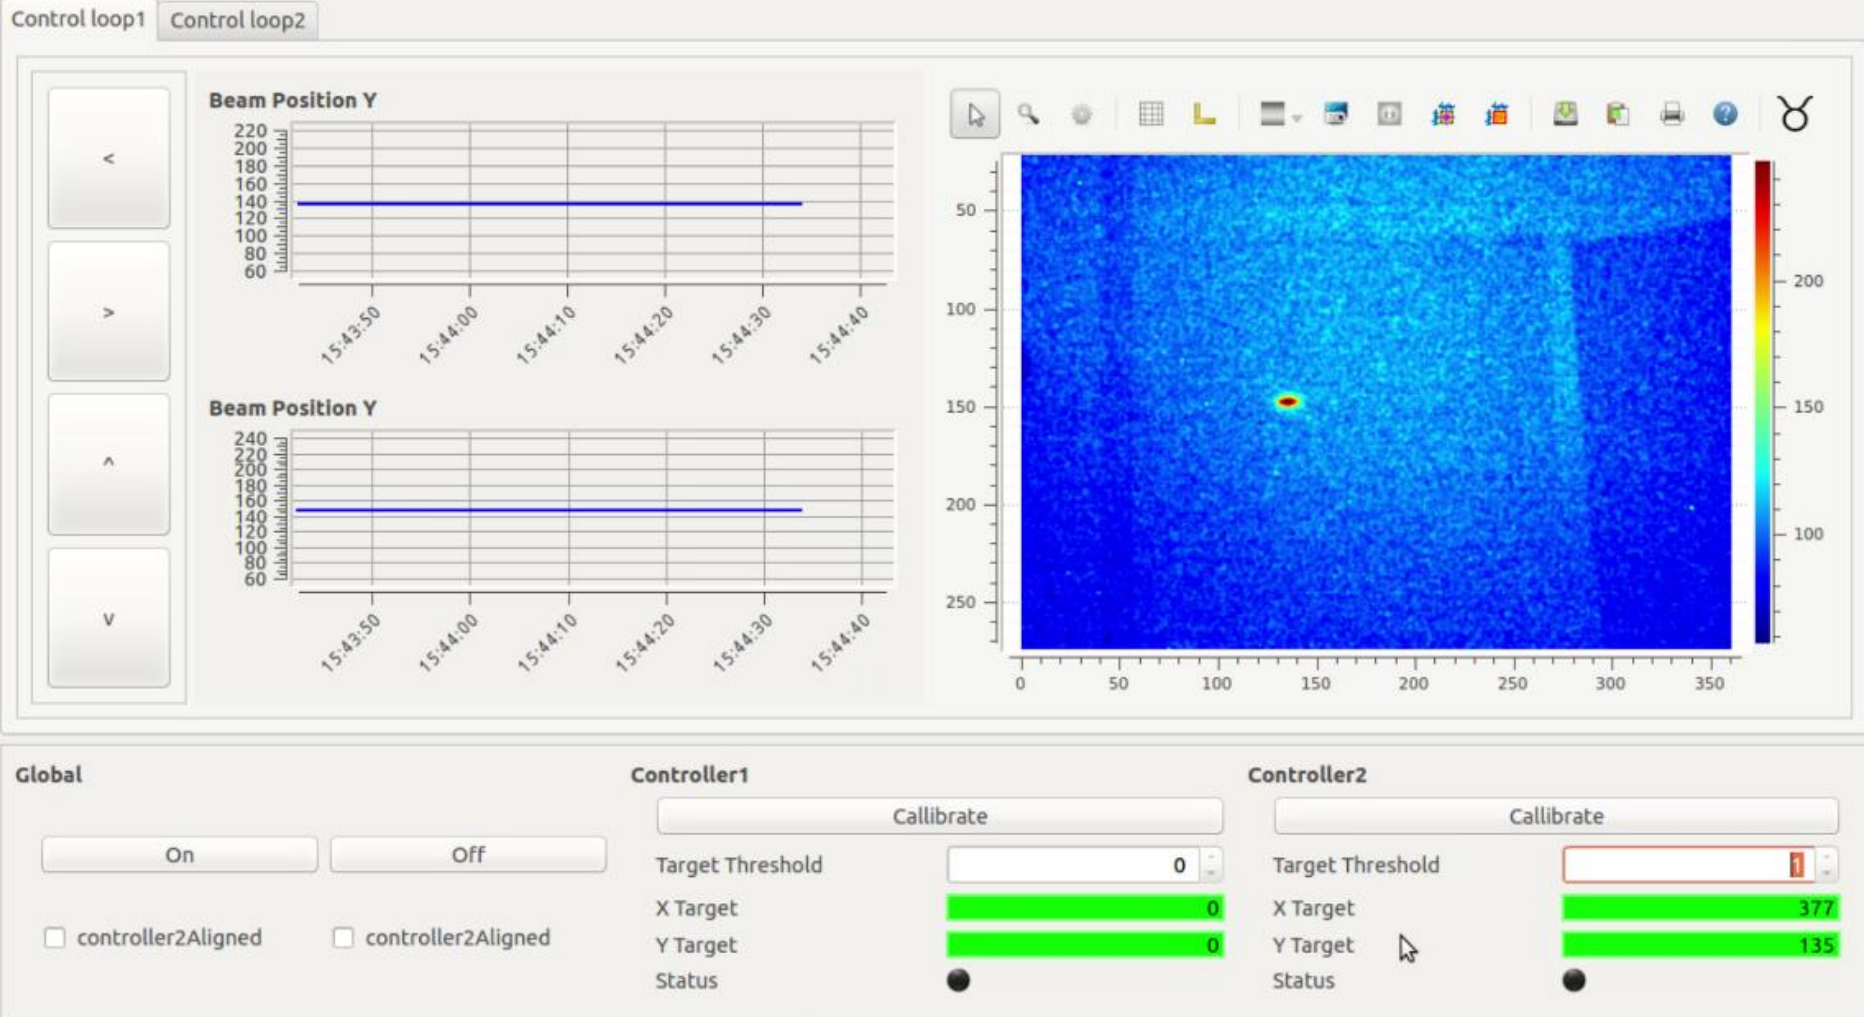 Control loop1 Control loop2
<
>
^
v
Beam Position Y
220
200
180
160
140
120
100
80
60
15:43:50 15:44:00 15:44:10 15:44:20 15:44:30 15:44:40
Beam Position Y
240
220
200
180
160
140
120
100
80
60
15:43:50 15:44:00 15:44:10 15:44:20 15:44:30 15:44:40
50
100
150
200
250
0 50 100 150 200 250 300 350
200
150
100
Global
On Off
controller2Aligned controller2Aligned
Controller1
Callibrate
Target Threshold 0
X Target 0
Y Target 0
Status
Controller2
Callibrate
Target Threshold 1
X Target 377
Y Target 135
Status